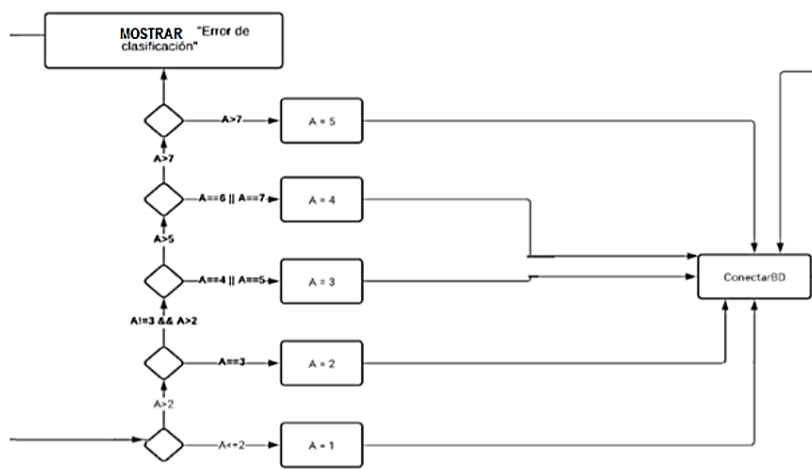 MOSTRAR "Error de
clasificación"
A>7
A = 5
A>7
A==6 || A==7
A = 4
A>5
A==4 || A==5
A = 3
ConectarBD
A!=3 && A>2
A==3
A = 2
A>2
A<=2
A = 1